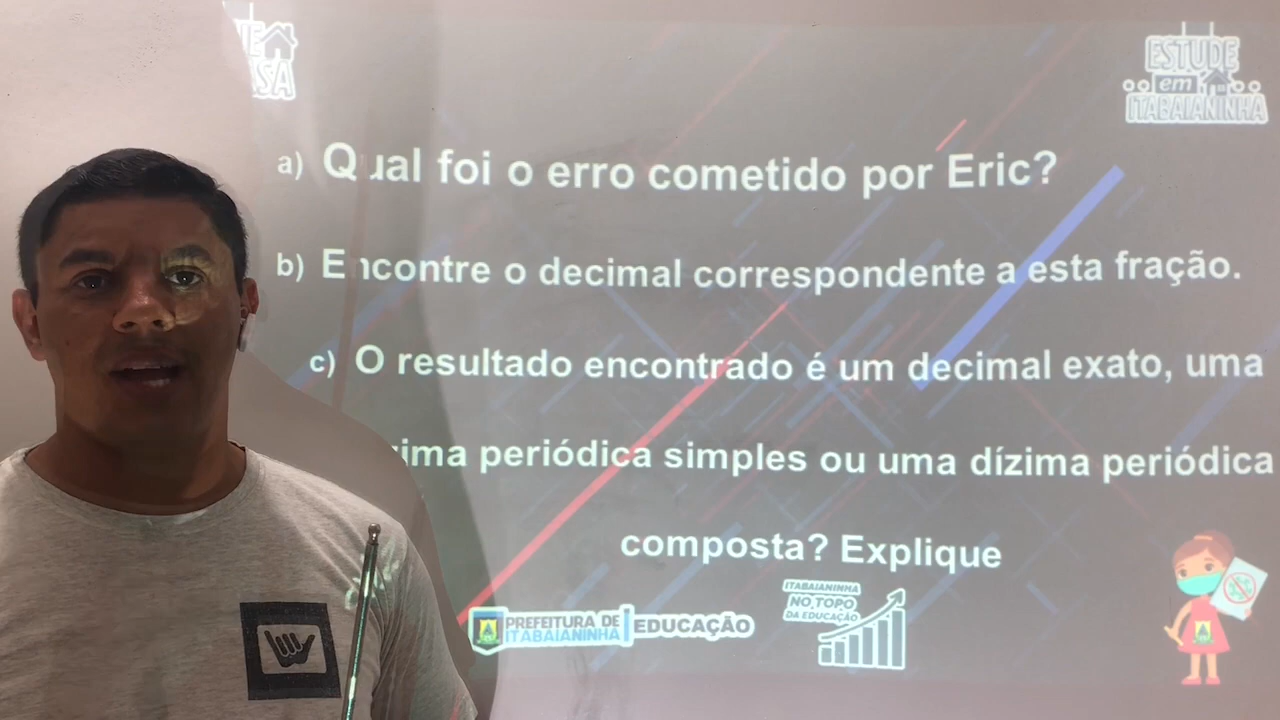 ESTUDE
em
ITABAIANINHA
a) Qual foi o erro cometido por Eric?
b) Encontre o decimal correspondente a esta fração.
c) O resultado encontrado é um decimal exato, uma
periódica simples ou uma dízima periódica
composta? Explique
PREFEITURA DE
ITABAIANINHA
EDUCAÇÃO
ITABAIANINHA
NO TOPO
DA EDUCAÇÃO